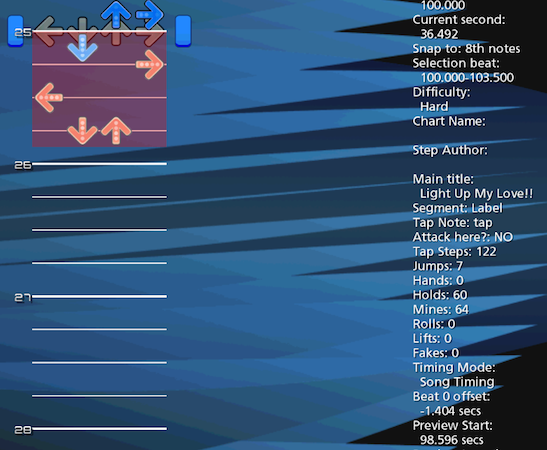 100.000
Current second:
36.492
Snap to: 8th notes
Selection beat:
100.000-103.500
Difficulty:
Hard
Chart Name:
Step Author:
Main title:
Light Up My Love!!
Segment: Label
Tap Note: tap
Attack here?: NO
Tap Steps: 122
Jumps: 7
Hands: 0
Holds: 60
Mines: 64
Rolls: 0
Lifts: 0
Fakes: 0
Timing Mode:
Song Timing
Beat 0 offset:
-1.404 secs
Preview Start:
98.596 secs
25
26
27
28